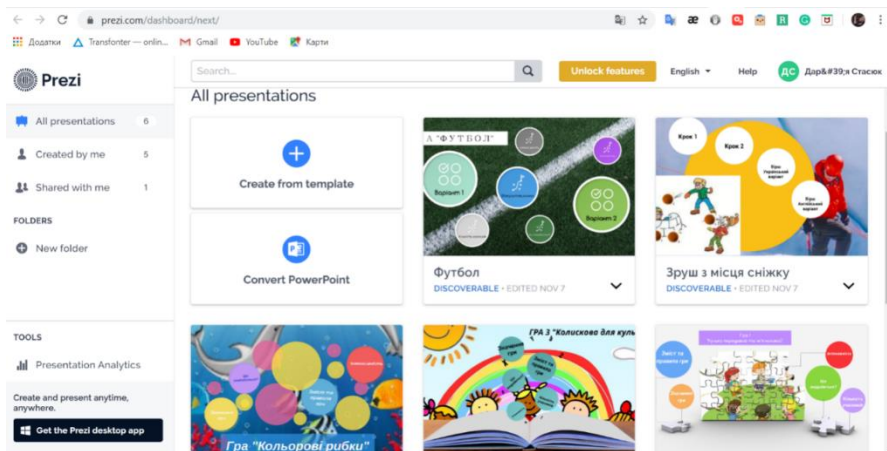 prezi.com/dashboard/next/
Додатки
Transfonter — onlin...
Gmail
YouTube
Карти
Prezi
Search...
Unlock features
English
Help
ДС
Дар&#39;я Стасюк
All presentations 6
Created by me 5
Shared with me 1
FOLDERS
New folder
TOOLS
Presentation Analytics
Create and present anytime, anywhere.
Get the Prezi desktop app
All presentations
Create from template
Convert PowerPoint
А "ФУТБОЛ"
Варіант 1
Варіант 2
Футбол
DISCOVERABLE • EDITED NOV 7
Крок 1
Крок 2
Зруш з місця сніжку
DISCOVERABLE • EDITED NOV 7
Гра "Кольорові рибки"
ГРА 3 "Колискова для куль
Зміст та правила гри